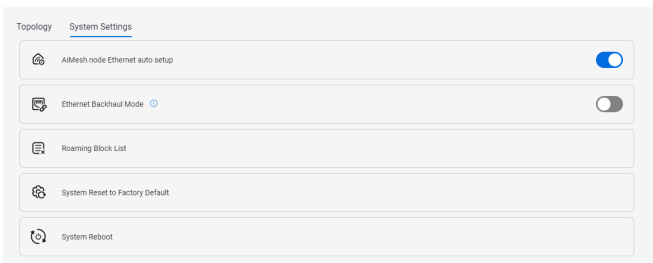 Topology System Settings
AiMesh node Ethernet auto setup
Ethernet Backhaul Mode
Roaming Block List
System Reset to Factory Default
System Reboot